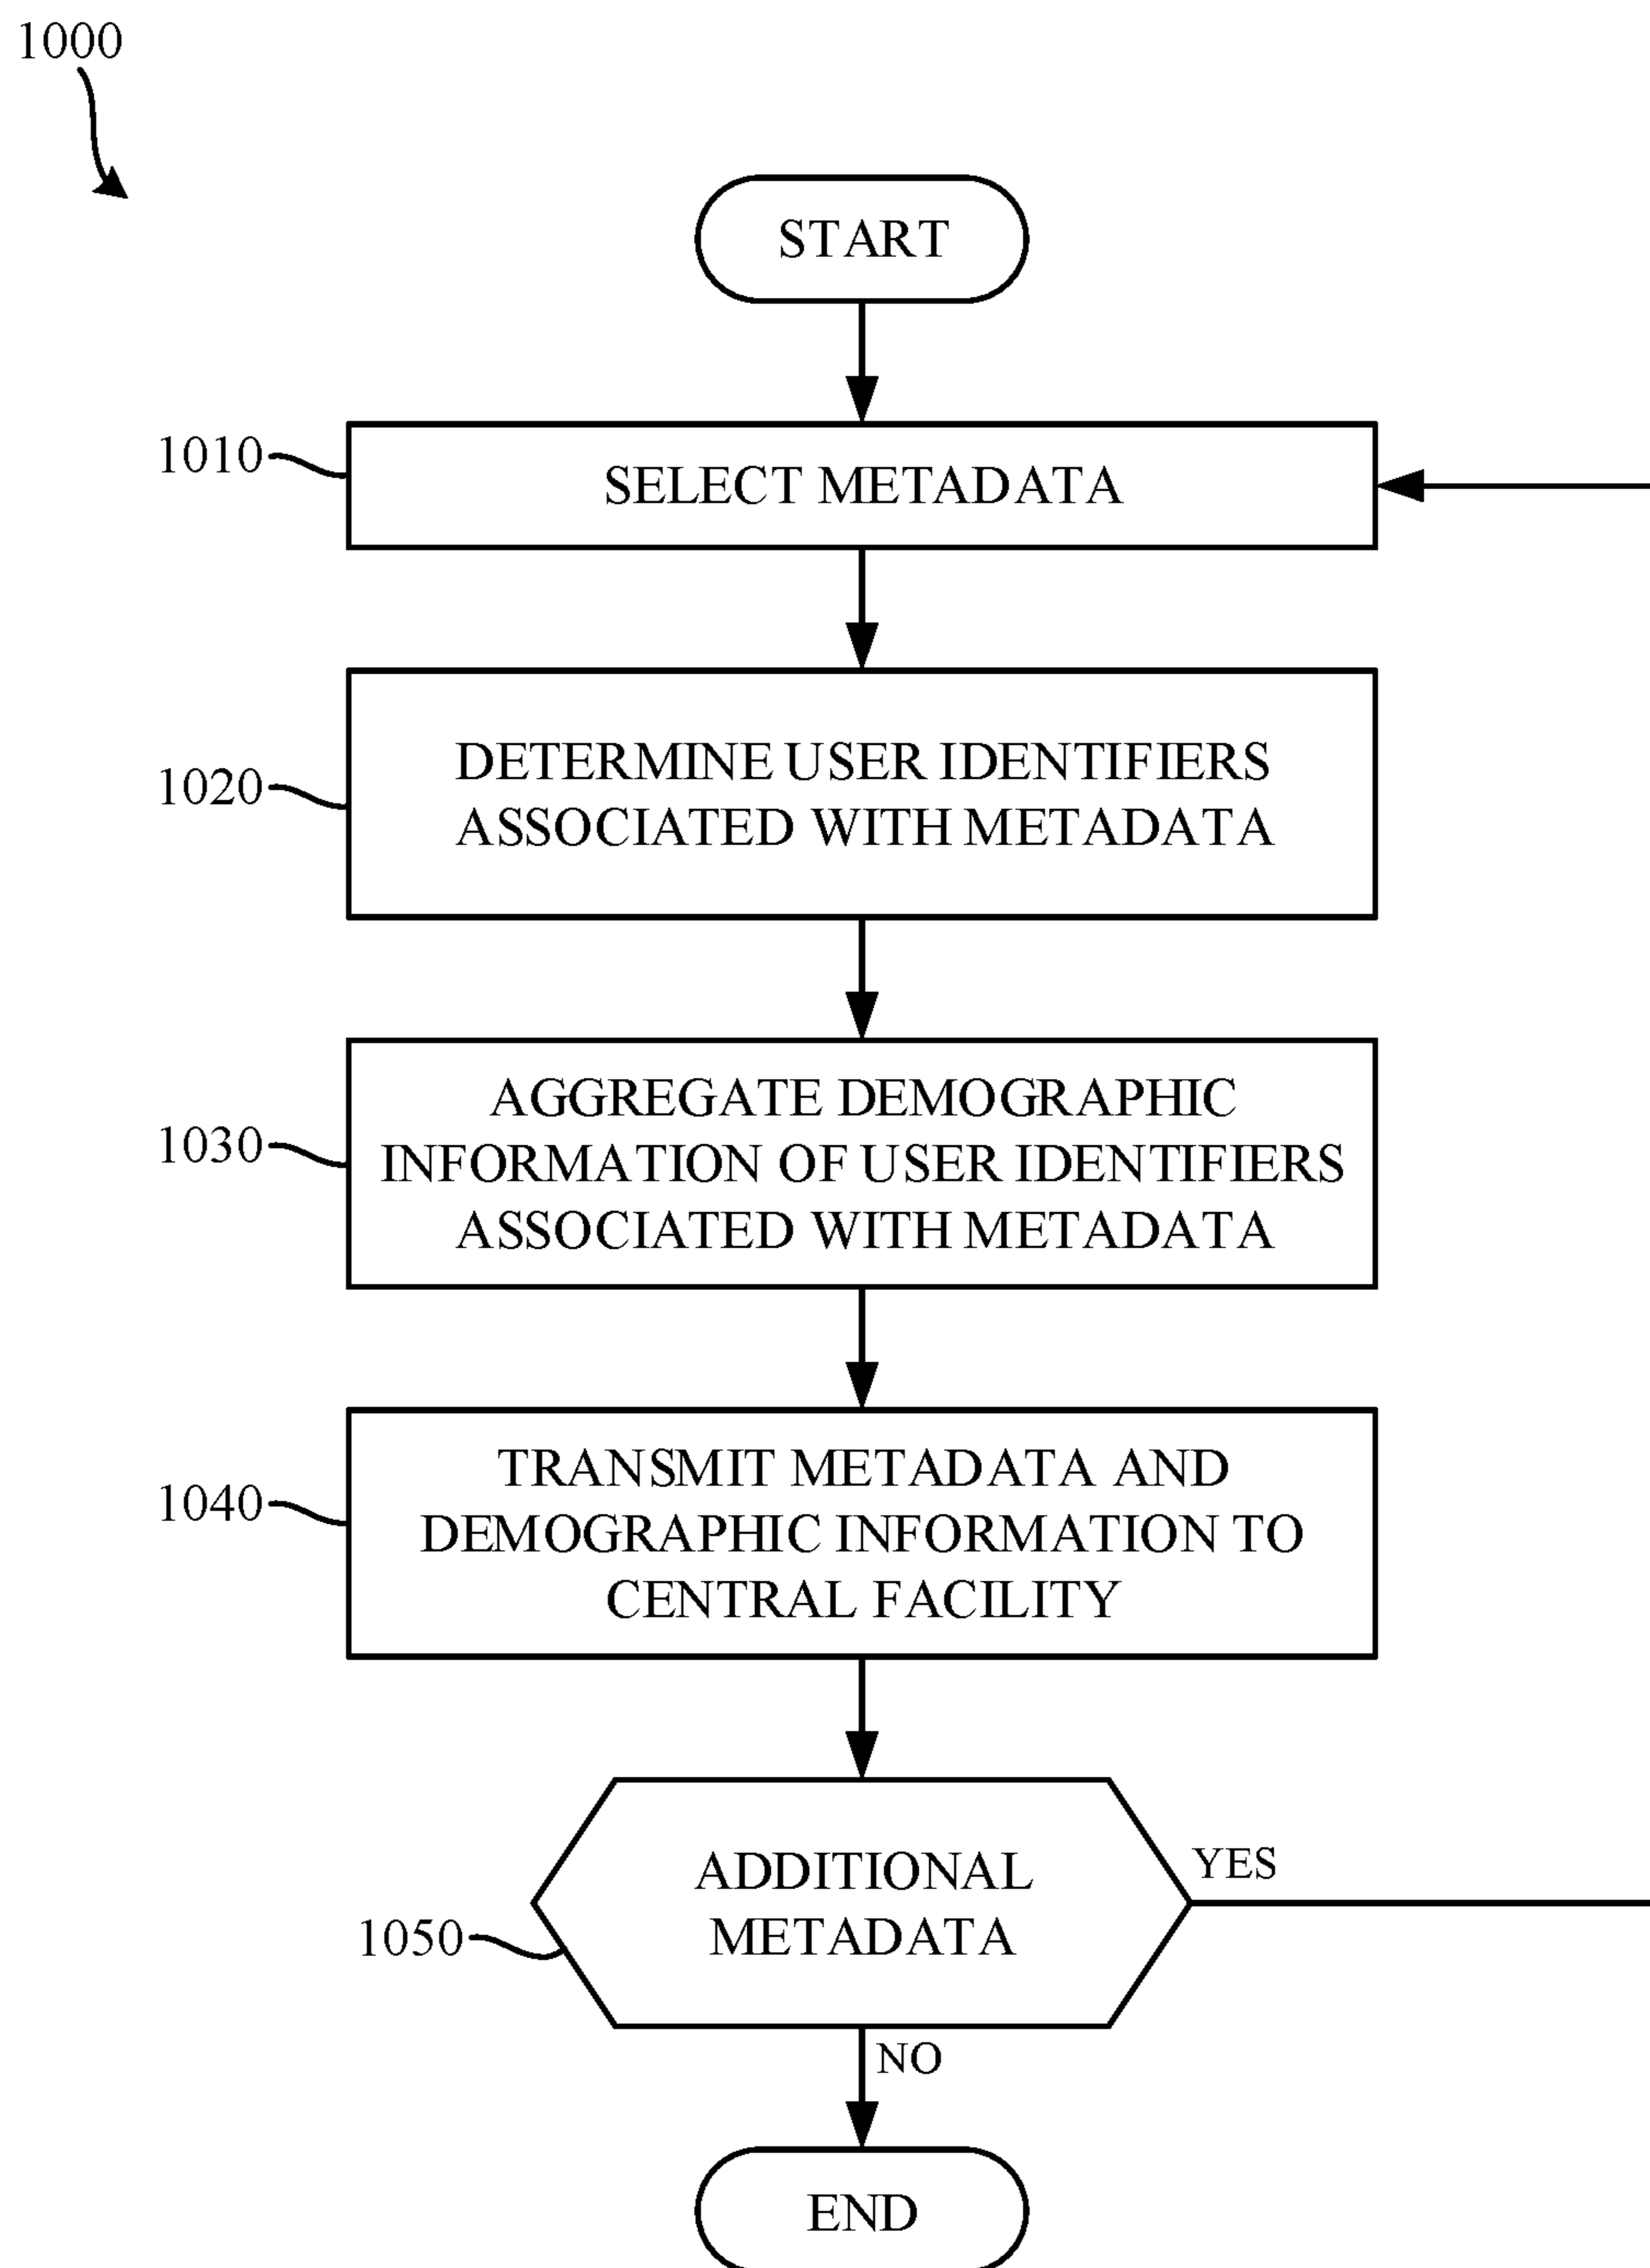 1000
START
1010
SELECT METADATA
1020
DETERMINE USER IDENTIFIERS
ASSOCIATED WITH METADATA
1030
AGGREGATE DEMOGRAPHIC
INFORMATION OF USER IDENTIFIERS
ASSOCIATED WITH METADATA
1040
TRANSMIT METADATA AND
DEMOGRAPHIC INFORMATION TO
CENTRAL FACILITY
1050
ADDITIONAL
METADATA
YES
NO
END